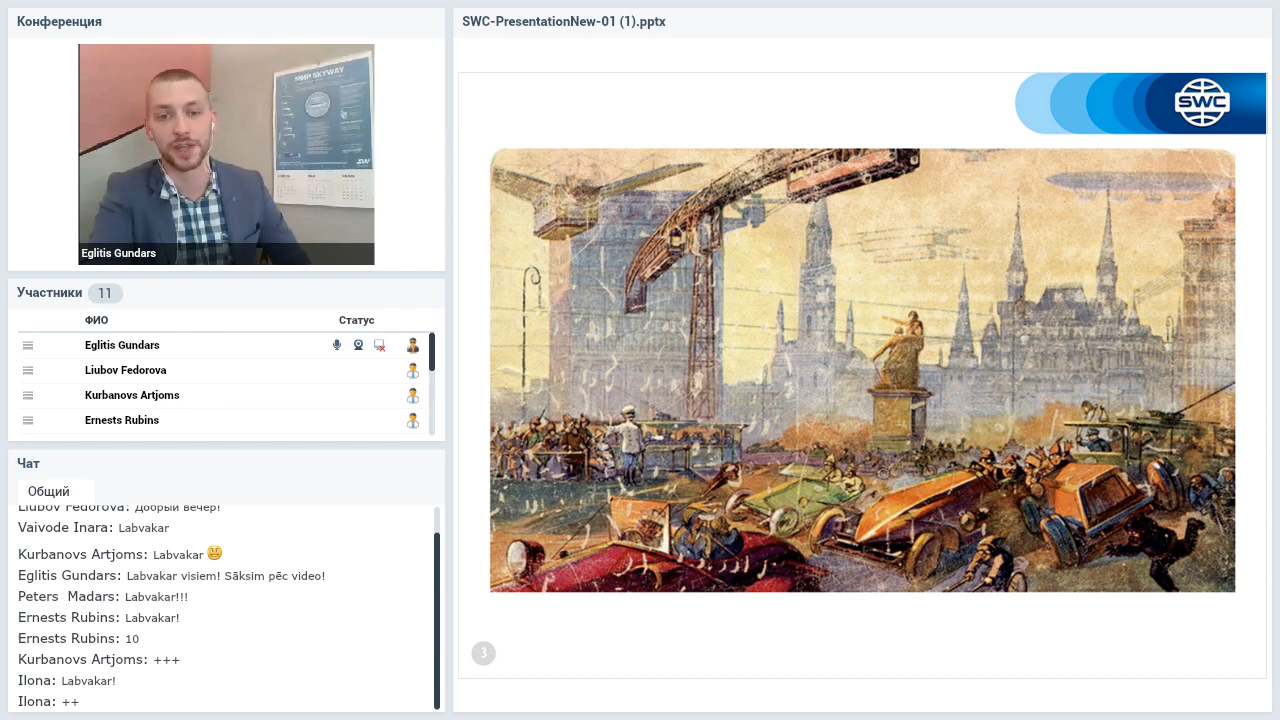 Конференция
МИР SKYWAY
Eglitis Gundars
Участники 11
ФИО Статус
Eglitis Gundars
Liubov Fedorova
Kurbanovs Artjoms
Ernests Rubins
Чат
Общий
Liubov Fedorova: Добрый вечер!
Vaivode Inara: Labvakar
Kurbanovs Artjoms: Labvakar
Eglitis Gundars: Labvakar visiem! Sāksim pēc video!
Peters Madars: Labvakar!!!
Ernests Rubins: Labvakar!
Ernests Rubins: 10
Kurbanovs Artjoms: +++
Ilona: Labvakar!
Ilona: ++
SWC-PresentationNew-01 (1).pptx
SWC
3